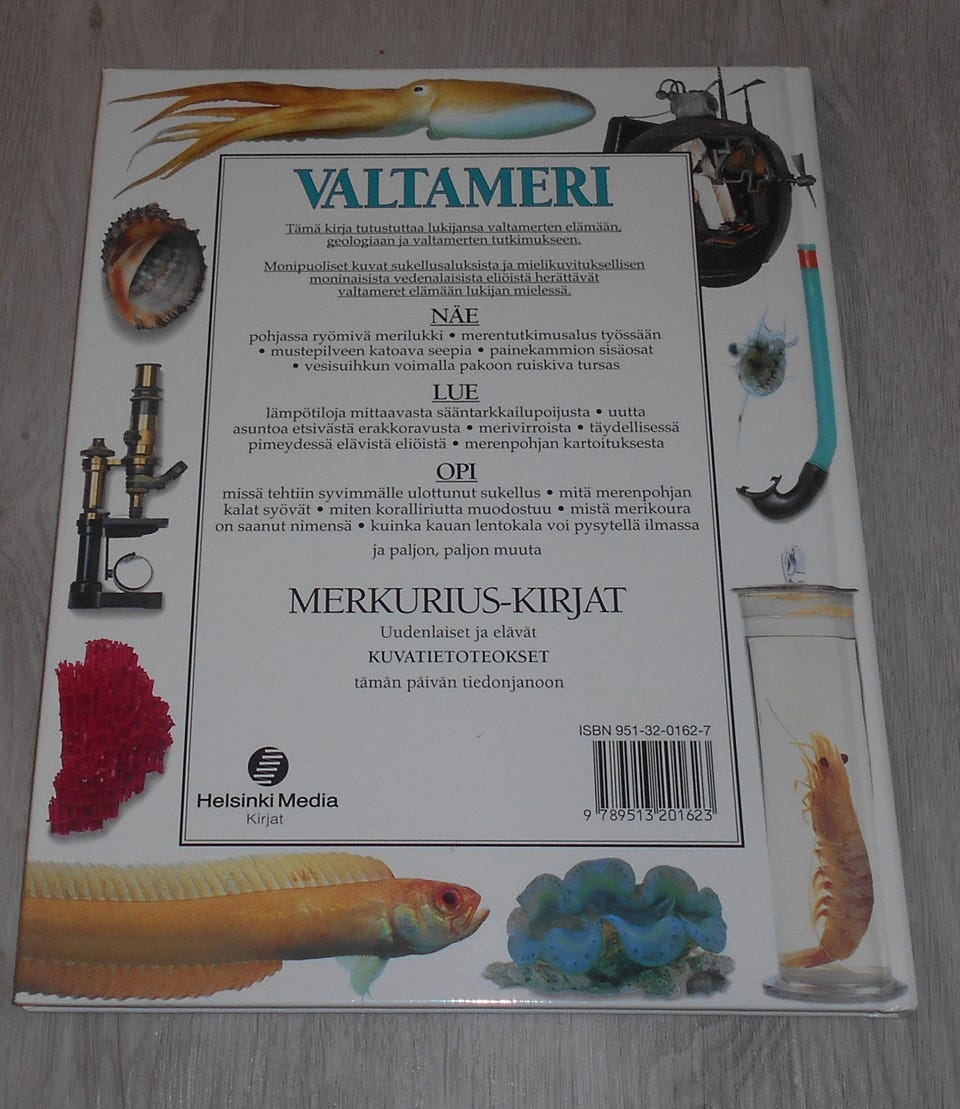 VALTAMERI
Tämä kirja tutustuttaa lukijansa valtamerten elämään,
geologiaan ja valtamerten tutkimukseen.
Monipuoliset kuvat sukellusaluksista ja mielikuvituksellisen
moninaisista vedenalaisista eliöistä herättävät
valtameret elämään lukijan mielessä.
NÄE
pohjassa ryömivä merilukki • merentutkimusalus työssään
• mustepilveen katoava seepia • painekammion sisäosat
• vesisuihkun voimalla pakoon ruiskiva tursas
LUE
lämpötiloja mittaavasta sääntarkkailupoijusta • uutta
asuntoa etsivästä erakkoravusta • merivirroista • täydellisessä
pimeydessä elävistä eliöistä • merenpohjan kartoituksesta
OPI
missä tehtiin syvimmälle ulottunut sukellus • mitä merenpohjan
kalat syövät • miten koralliriutta muodostuu • mistä merikoura
on saanut nimensä • kuinka kauan lentokala voi pysytellä ilmassa
ja paljon, paljon muuta
MERKURIUS-KIRJAT
Uudenlaiset ja elävät
KUVATIETOTEOKSET
tämän päivän tiedonjanoon
ISBN 951-32-0162-7
9 789513 201623
Helsinki Media
Kirjat